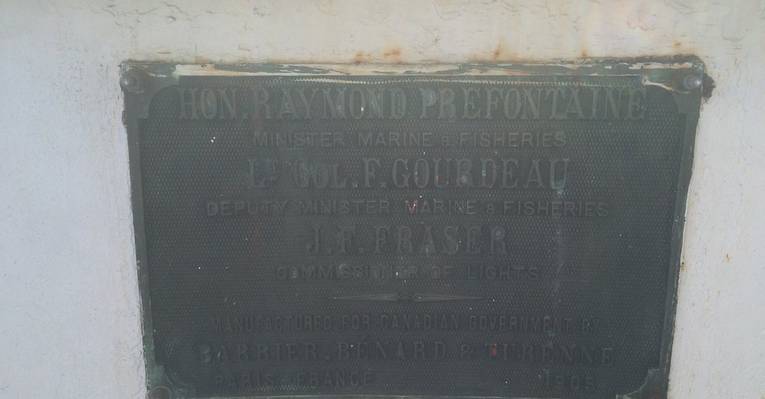 HON. RAYMOND PREFONTAINE
MINISTER MARINE & FISHERIES
LT COL. F. GOURDEAU
DEPUTY MINISTER MARINE & FISHERIES
J. F. FRASER
COMMISSIONER OF LIGHTS
MANUFACTURED FOR CANADIAN GOVERNMENT BY
BARBIER, BÉNARD & TURENNE
PARIS, FRANCE 1905